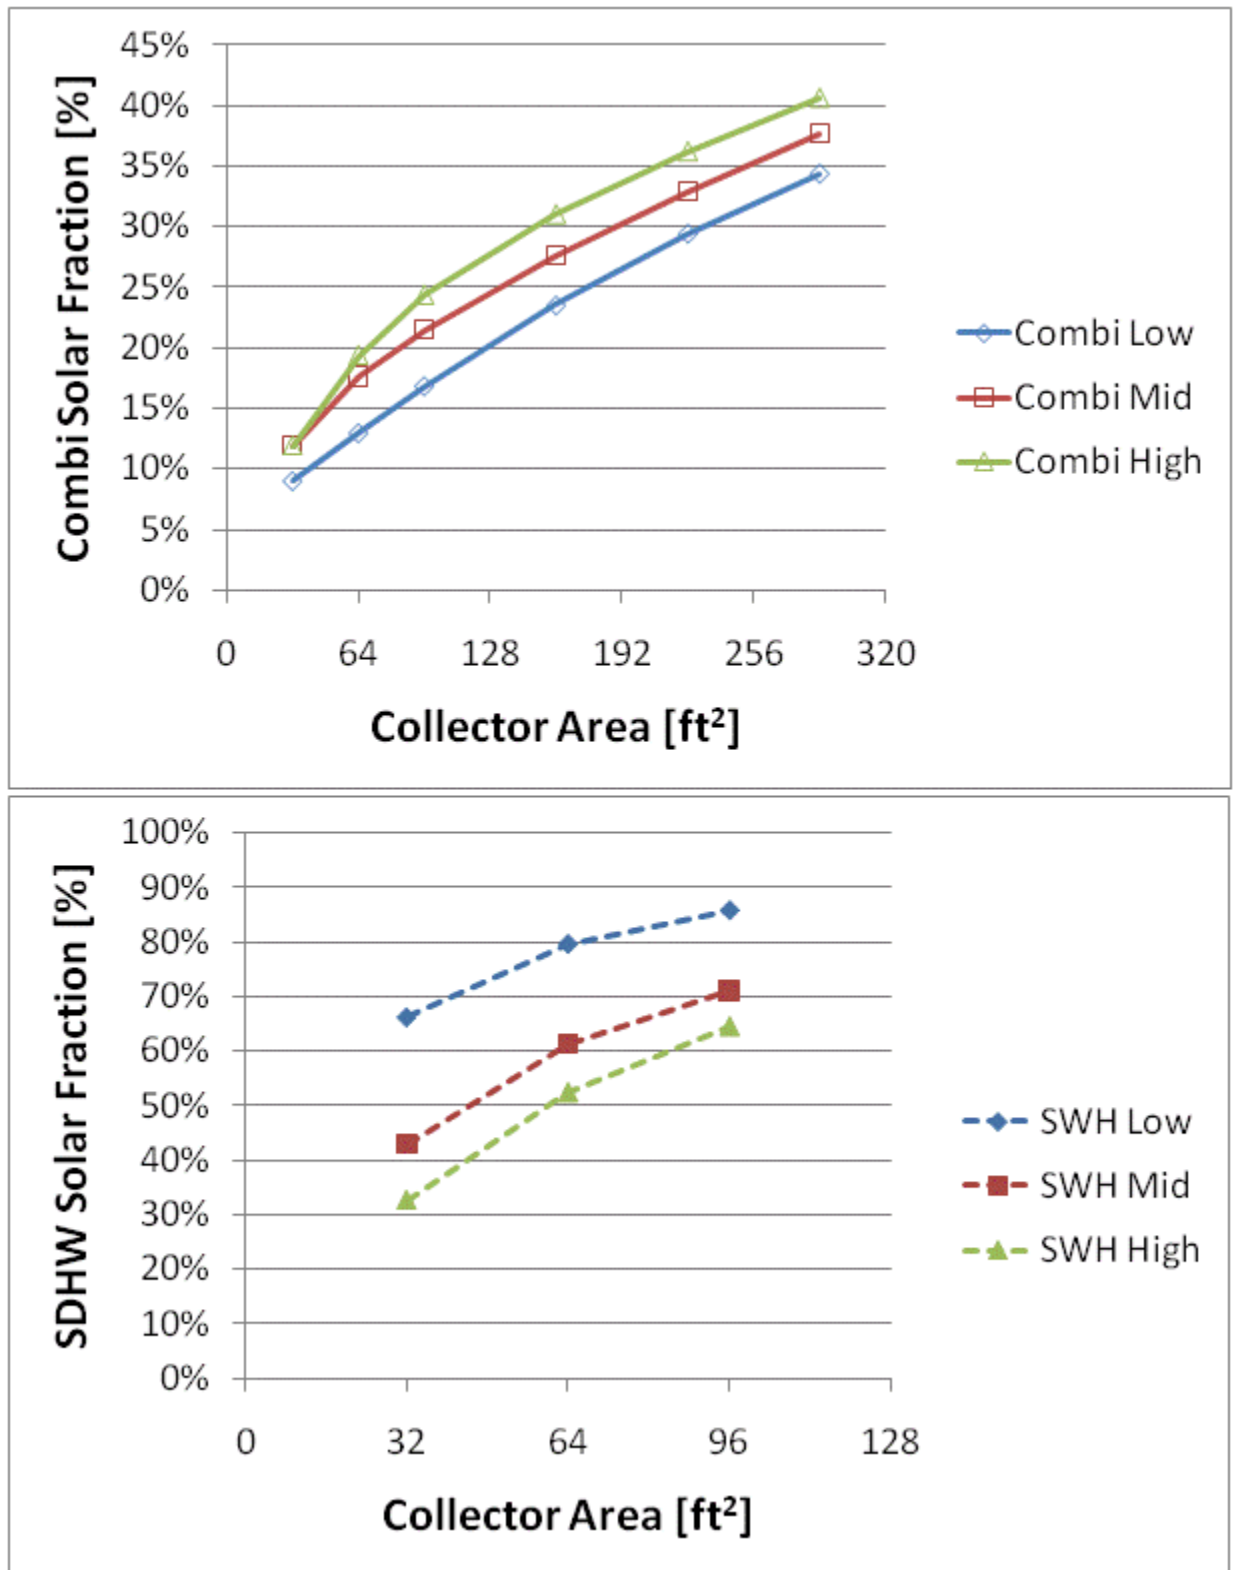 Combi Solar Fraction [%]
45%
40%
35%
30%
25%
20%
15%
10%
5%
0%
0 64 128 192 256 320
Collector Area [ft²]
Combi Low
Combi Mid
Combi High
SDHW Solar Fraction [%]
100%
90%
80%
70%
60%
50%
40%
30%
20%
10%
0%
0 32 64 96 128
Collector Area [ft²]
SWH Low
SWH Mid
SWH High